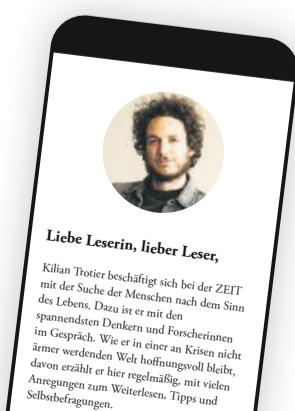 Liebe Leserin, lieber Leser,
Kilian Trotier beschäftigt sich bei der ZEIT
mit der Suche der Menschen nach dem Sinn
des Lebens. Dazu ist er mit den
spannendsten Denkern und Forscherinnen
im Gespräch. Wie er in einer an Krisen nicht
ärmer werdenden Welt hoffnungsvoll bleibt,
davon erzählt er hier regelmäßig, mit vielen
Anregungen zum Weiterlesen, Tipps und
Selbstbefragungen.